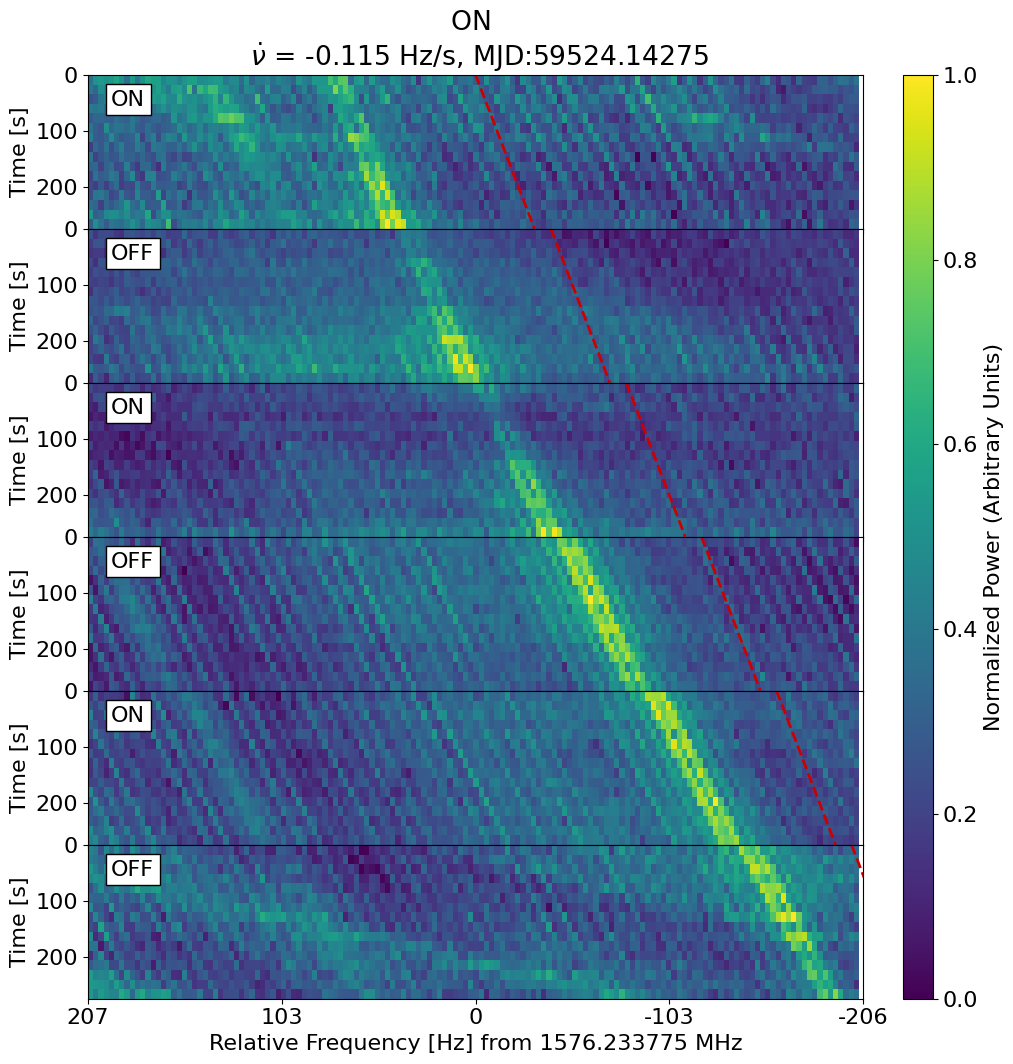 ON
ν̇ = -0.115 Hz/s, MJD:59524.14275
ON
OFF
ON
OFF
ON
OFF
0
100
200
0
100
200
0
100
200
0
100
200
0
100
200
0
100
200
Time [s]
Time [s]
Time [s]
Time [s]
Time [s]
Time [s]
207
103
0
-103
-206
Relative Frequency [Hz] from 1576.233775 MHz
1.0
0.8
0.6
0.4
0.2
0.0
Normalized Power (Arbitrary Units)